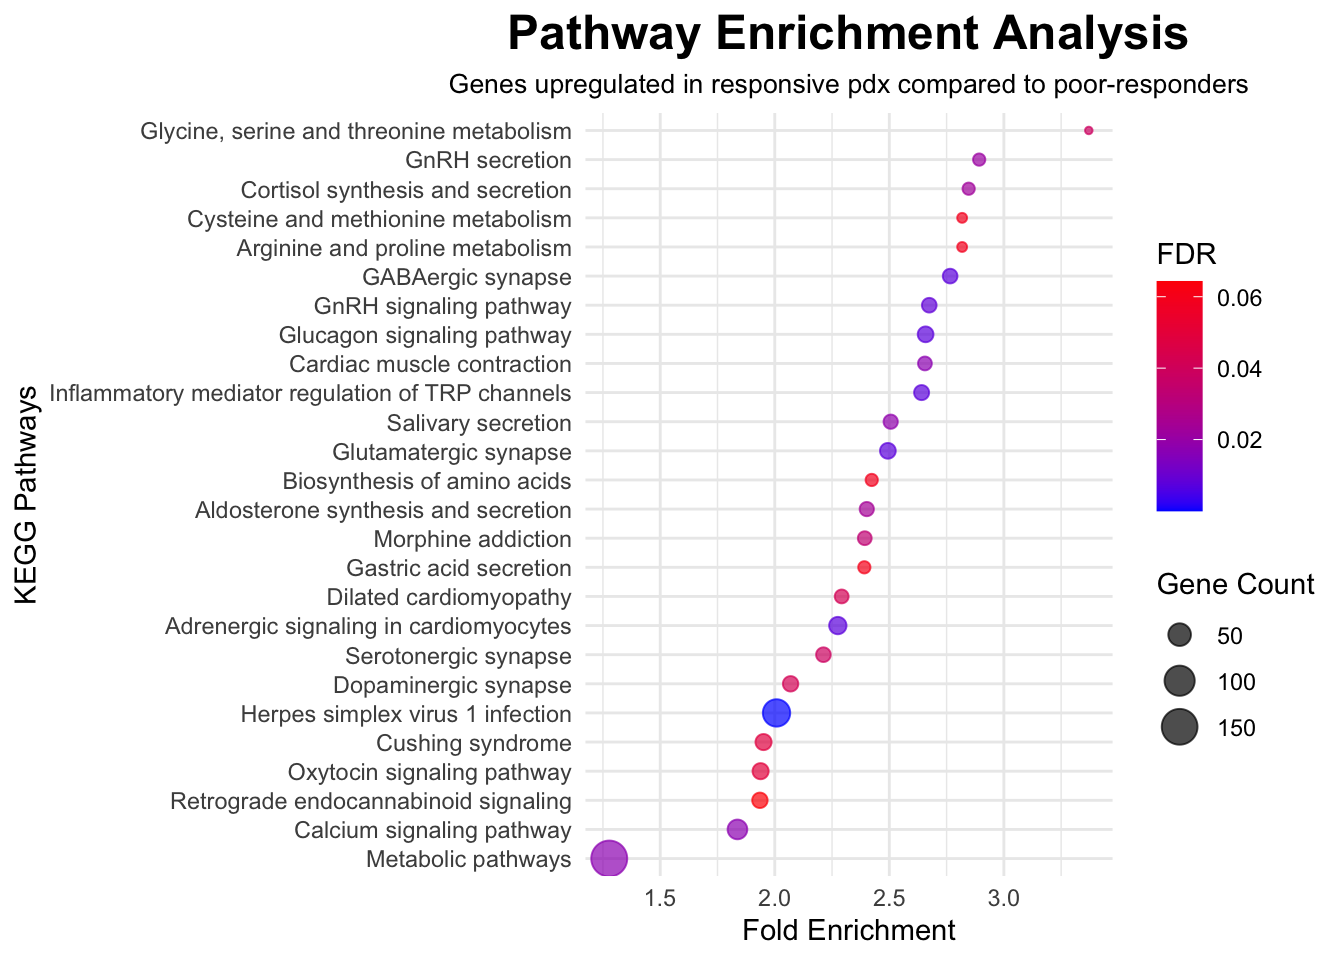 Pathway Enrichment Analysis
Genes upregulated in responsive pdx compared to poor-responders
KEGG Pathways
Glycine, serine and threonine metabolism
GnRH secretion
Cortisol synthesis and secretion
Cysteine and methionine metabolism
Arginine and proline metabolism
GABAergic synapse
GnRH signaling pathway
Glucagon signaling pathway
Cardiac muscle contraction
Inflammatory mediator regulation of TRP channels
Salivary secretion
Glutamatergic synapse
Biosynthesis of amino acids
Aldosterone synthesis and secretion
Morphine addiction
Gastric acid secretion
Dilated cardiomyopathy
Adrenergic signaling in cardiomyocytes
Serotonergic synapse
Dopaminergic synapse
Herpes simplex virus 1 infection
Cushing syndrome
Oxytocin signaling pathway
Retrograde endocannabinoid signaling
Calcium signaling pathway
Metabolic pathways
1.5 2.0 2.5 3.0
Fold Enrichment
FDR
0.06
0.04
0.02
Gene Count
50
100
150